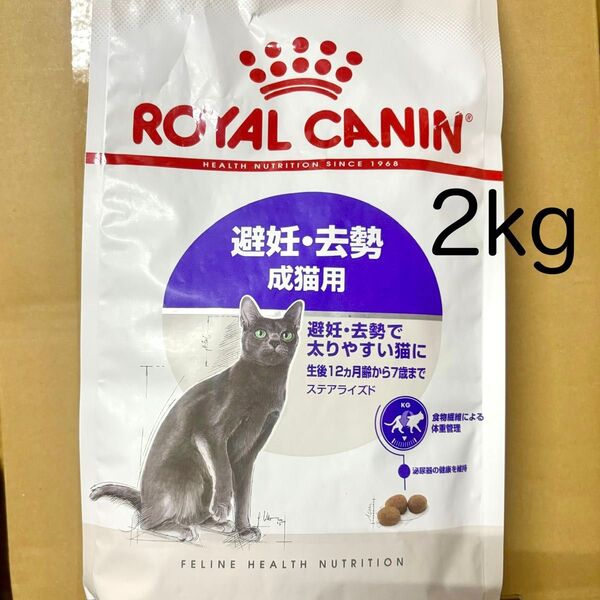 ROYAL CANIN®
HEALTH NUTRITION SINCE 1968
2kg
避妊・去勢
成猫用
避妊・去勢で
太りやすい猫に
生後12ヵ月齢から7歳まで
ステアライズド
KG
食物繊維による
体重管理
泌尿器の健康を維持
FELINE HEALTH NUTRITION